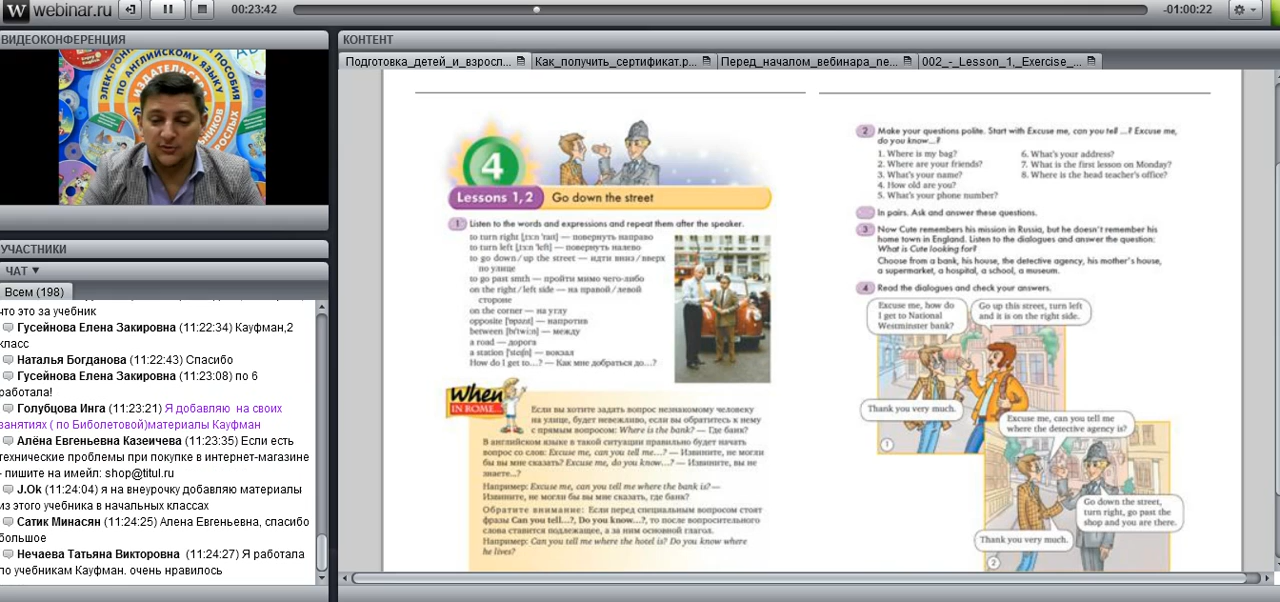 W webinar.ru
00:23:42
-01:00:22
ВИДЕОКОНФЕРЕНЦИЯ
ЭЛЕКТРОН
ПОСОБИЯ
ПО АНГЛИЙСКОМУ ЯЗЫКУ
ИЗДАТЕЛЬСТВ
УЧАСТНИКИ
ЧАТ ▼
Всем (198)
что это за учебник
Гусейнова Елена Закировна (11:22:34) Кауфман,2
класс
Наталья Богданова (11:22:43) Спасибо
Гусейнова Елена Закировна (11:23:08) по 6
работала!
Голубцова Инга (11:23:21) Я добавляю на своих
занятиях ( по Биболетовой)материалы Кауфман
Алена Евгеньевна Казеичева (11:23:35) Если есть
технические проблемы при покупке в интернет-магазине
- пишите на имейл: shop@titul.ru
J.Ok (11:24:04) я на внеурочку добавляю материалы
из этого учебника в начальных классах
Сатик Минасян (11:24:25) Алена Евгеньевна, спасибо
большое
Нечаева Татьяна Викторовна (11:24:27) Я работала
по учебникам Кауфман. очень нравилось
КОНТЕНТ
Подготовка_детей_и_взросл...
Как_получить_сертификат.p...
Перед_началом_вебинара_пе...
002_-_Lesson_1,_Exercise_...
4
Lessons 1, 2 Go down the street
1 Listen to the words and expressions and repeat them after the speaker.
to turn right [ˌtɜːn ˈraɪt] — повернуть направо
to turn left [ˌtɜːn ˈleft] — повернуть налево
to go down/up the street — идти вниз/вверх
по улице
to go past smth — пройти мимо чего-либо
on the right/left side — на правой/левой
стороне
on the corner — на углу
opposite [ˈɒpəzɪt] — напротив
between [bɪˈtwiːn] — между
a road — дорога
a station [ˈsteɪʃn] — вокзал
How do I get to...? — Как мне добраться до...?
When
IN ROME...
Если вы хотите задать вопрос незнакомому человеку
на улице, будет невежливо, если вы обратитесь к нему
с прямым вопросом: Where is the bank? — Где банк?
В английском языке в такой ситуации правильно будет начать
вопрос со слов: Excuse me, can you tell me...? — Извините, не могли
бы вы мне сказать? Excuse me, do you know...? — Извините, вы не
знаете...?
Например: Excuse me, can you tell me where the bank is? —
Извините, не могли бы вы мне сказать, где банк?
Обратите внимание: Если перед специальным вопросом стоят
фразы Can you tell...?, Do you know...?, то после вопросительного
слова ставится подлежащее, а за ним основной глагол.
Например: Can you tell me where the hotel is? Do you know where
he lives?
2 Make your questions polite. Start with Excuse me, can you tell ...? Excuse me,
do you know...?
1. Where is my bag?
2. Where are your friends?
3. What's your name?
4. How old are you?
5. What's your phone number?
6. What's your address?
7. What is the first lesson on Monday?
8. Where is the head teacher's office?
In pairs. Ask and answer these questions.
3 Now Cute remembers his mission in Russia, but he doesn't remember his
home town in England. Listen to the dialogues and answer the question:
What is Cute looking for?
Choose from a bank, his house, the detective agency, his mother's house,
a supermarket, a hospital, a school, a museum.
4 Read the dialogues and check your answers.
Excuse me, how do
I get to National
Westminster bank?
Go up this street, turn left
and it is on the right side.
Thank you very much.
1
Excuse me, can you tell me
where the detective agency is?
Go down the street,
turn right, go past the
shop and you are there.
Thank you very much.
2